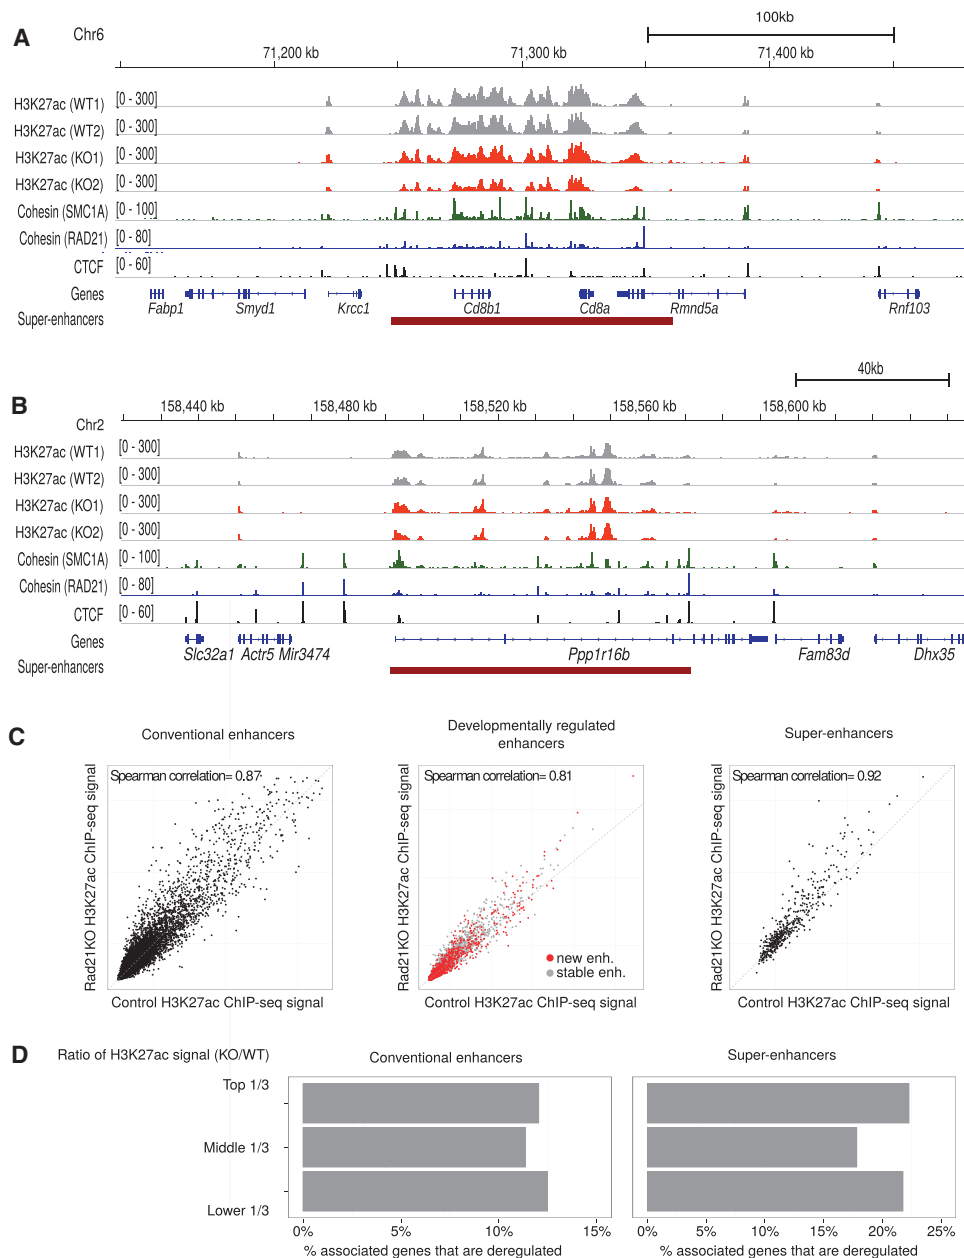 A
Chr6
100kb
71,200 kb 71,300 kb 71,400 kb
H3K27ac (WT1) [0 - 300]
H3K27ac (WT2) [0 - 300]
H3K27ac (KO1) [0 - 300]
H3K27ac (KO2) [0 - 300]
Cohesin (SMC1A) [0 - 100]
Cohesin (RAD21) [0 - 80]
CTCF [0 - 60]
Genes
Fabp1 Smyd1 Krcc1 Cd8b1 Cd8a Rmnd5a Rnf103
Super-enhancers
B
40kb
158,440 kb 158,480 kb 158,520 kb 158,560 kb 158,600 kb
Chr2
H3K27ac (WT1) [0 - 300]
H3K27ac (WT2) [0 - 300]
H3K27ac (KO1) [0 - 300]
H3K27ac (KO2) [0 - 300]
Cohesin (SMC1A) [0 - 100]
Cohesin (RAD21) [0 - 80]
CTCF [0 - 60]
Genes
Slc32a1 Actr5 Mir3474 Ppp1r16b Fam83d Dhx35
Super-enhancers
C
Conventional enhancers
Spearman correlation= 0.87
Rad21KO H3K27ac ChIP-seq signal
Control H3K27ac ChIP-seq signal
Developmentally regulated
enhancers
Spearman correlation= 0.81
new enh.
stable enh.
Rad21KO H3K27ac ChIP-seq signal
Control H3K27ac ChIP-seq signal
Super-enhancers
Spearman correlation= 0.92
Rad21KO H3K27ac ChIP-seq signal
Control H3K27ac ChIP-seq signal
D
Ratio of H3K27ac signal (KO/WT)
Top 1/3
Middle 1/3
Lower 1/3
Conventional enhancers
0% 5% 10% 15%
% associated genes that are deregulated
Super-enhancers
0% 5% 10% 15% 20% 25%
% associated genes that are deregulated